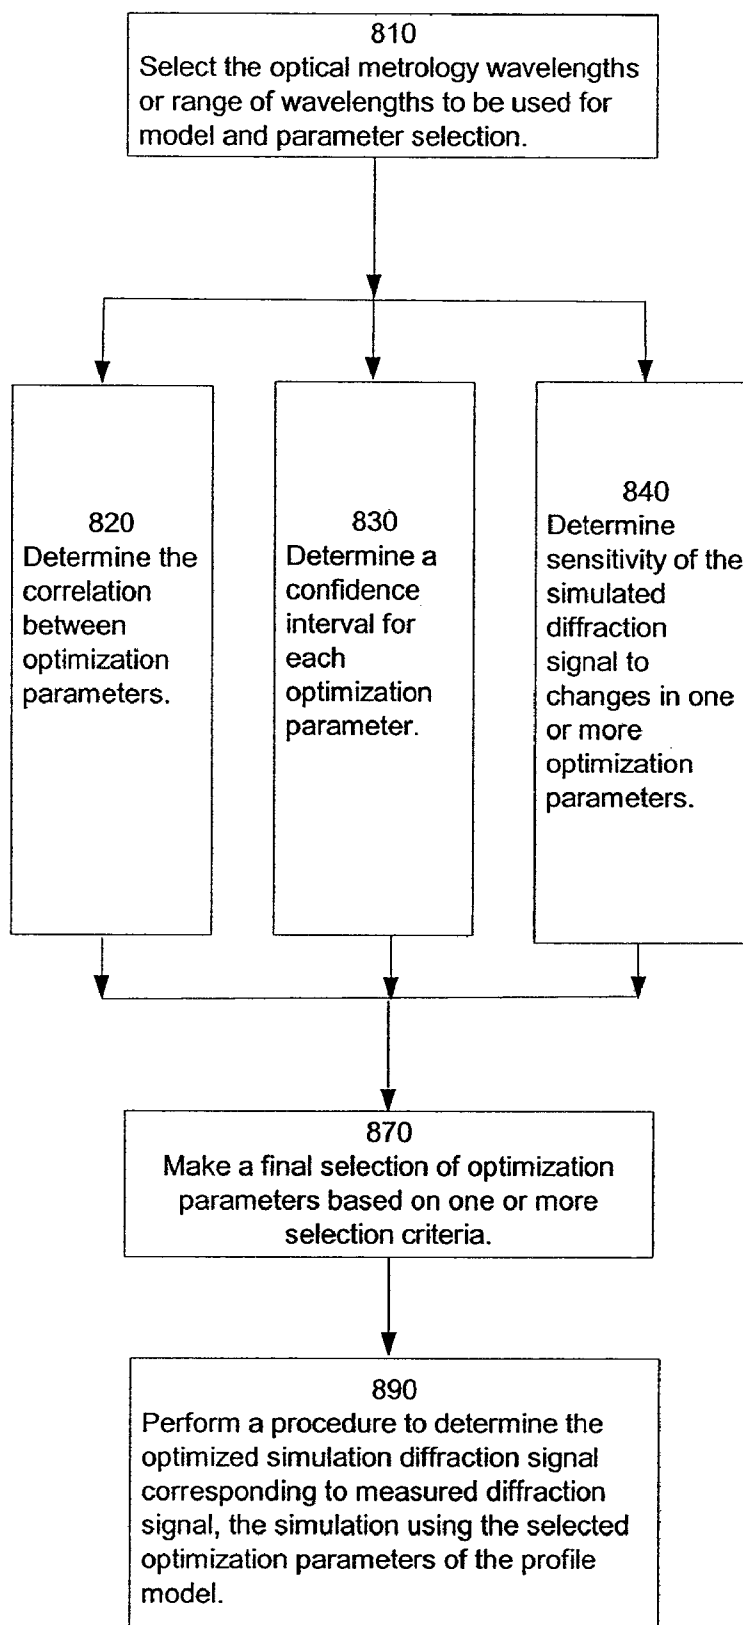 810
Select the optical metrology wavelengths
or range of wavelengths to be used for
model and parameter selection.
820
Determine the
correlation
between
optimization
parameters.
830
Determine a
confidence
interval for
each
optimization
parameter.
840
Determine
sensitivity of the
simulated
diffraction
signal to
changes in one
or more
optimization
parameters.
870
Make a final selection of optimization
parameters based on one or more
selection criteria.
890
Perform a procedure to determine the
optimized simulation diffraction signal
corresponding to measured diffraction
signal, the simulation using the selected
optimization parameters of the profile
model.